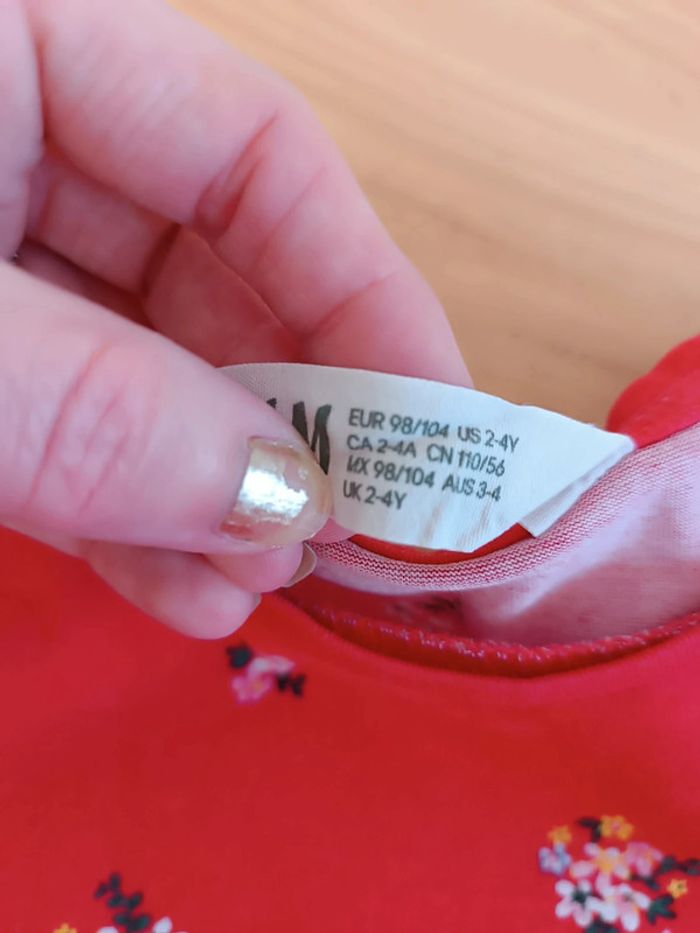 M
EUR 98/104 US 2-4Y
CA 2-4A CN 110/56
MX 98/104 AUS 3-4
UK 2-4Y